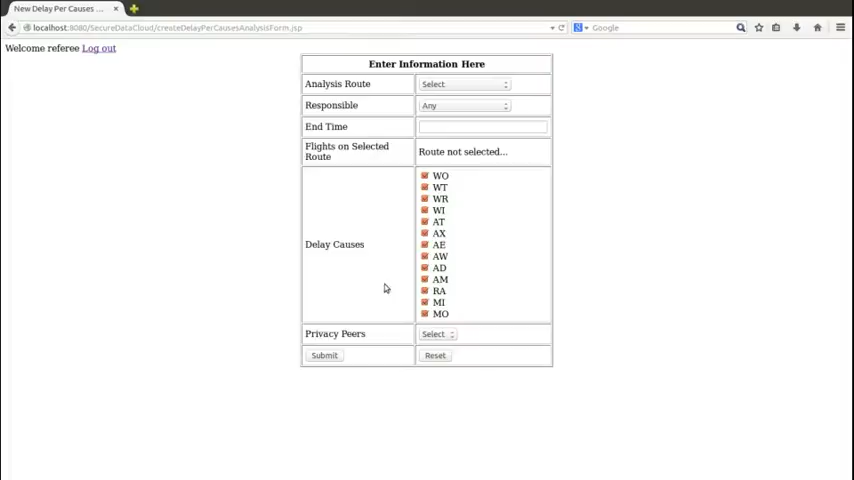 New Delay Per Causes ...
localhost:8080/SecureDataCloud/createDelayPerCausesAnalysisForm.jsp
Google
Welcome referee Log out
Enter Information Here
Analysis Route Select
Responsible Any
End Time
Flights on Selected
Route
Route not selected...
Delay Causes
WO
WT
WR
WI
AT
AX
AE
AW
AD
AM
RA
MI
MO
Privacy Peers Select
Submit Reset